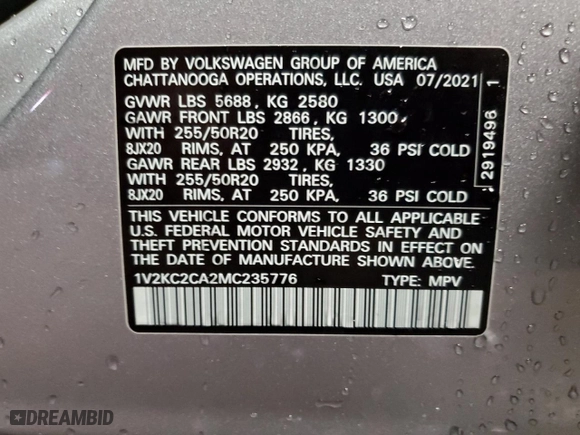 MFD BY VOLKSWAGEN GROUP OF AMERICA
CHATTANOOGA OPERATIONS, LLC. USA 07/2021
GVWR LBS 5688, KG 2580
GAWR FRONT LBS 2866, KG 1300
WITH 255/50R20 TIRES,
8JX20 RIMS, AT 250 KPA, 36 PSI COLD
GAWR REAR LBS 2932, KG 1330
WITH 255/50R20 TIRES,
8JX20 RIMS, AT 250 KPA, 36 PSI COLD
THIS VEHICLE CONFORMS TO ALL APPLICABLE
U.S. FEDERAL MOTOR VEHICLE SAFETY AND
THEFT PREVENTION STANDARDS IN EFFECT ON
THE DATE OF MANUFACTURE SHOWN ABOVE.
1V2KC2CA2MC235776 TYPE: MPV
2919496 1
DREAMBID